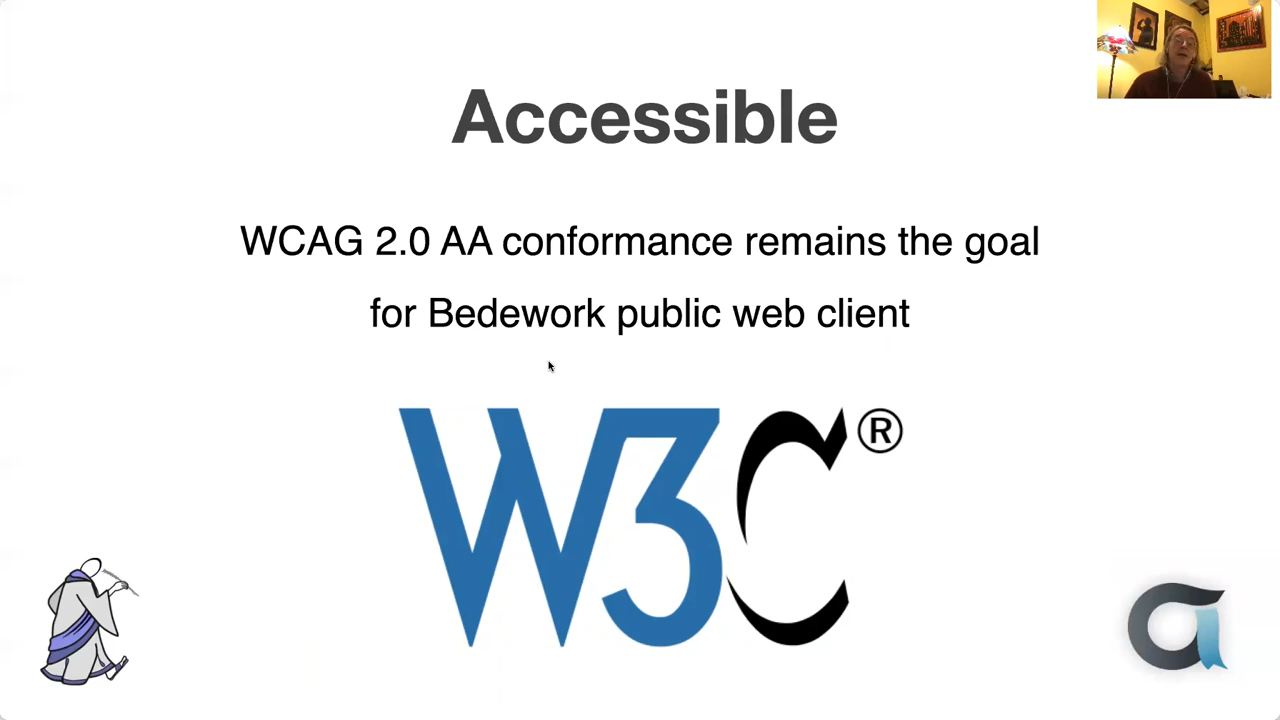 Accessible
WCAG 2.0 AA conformance remains the goal
for Bedework public web client
W3C®
a